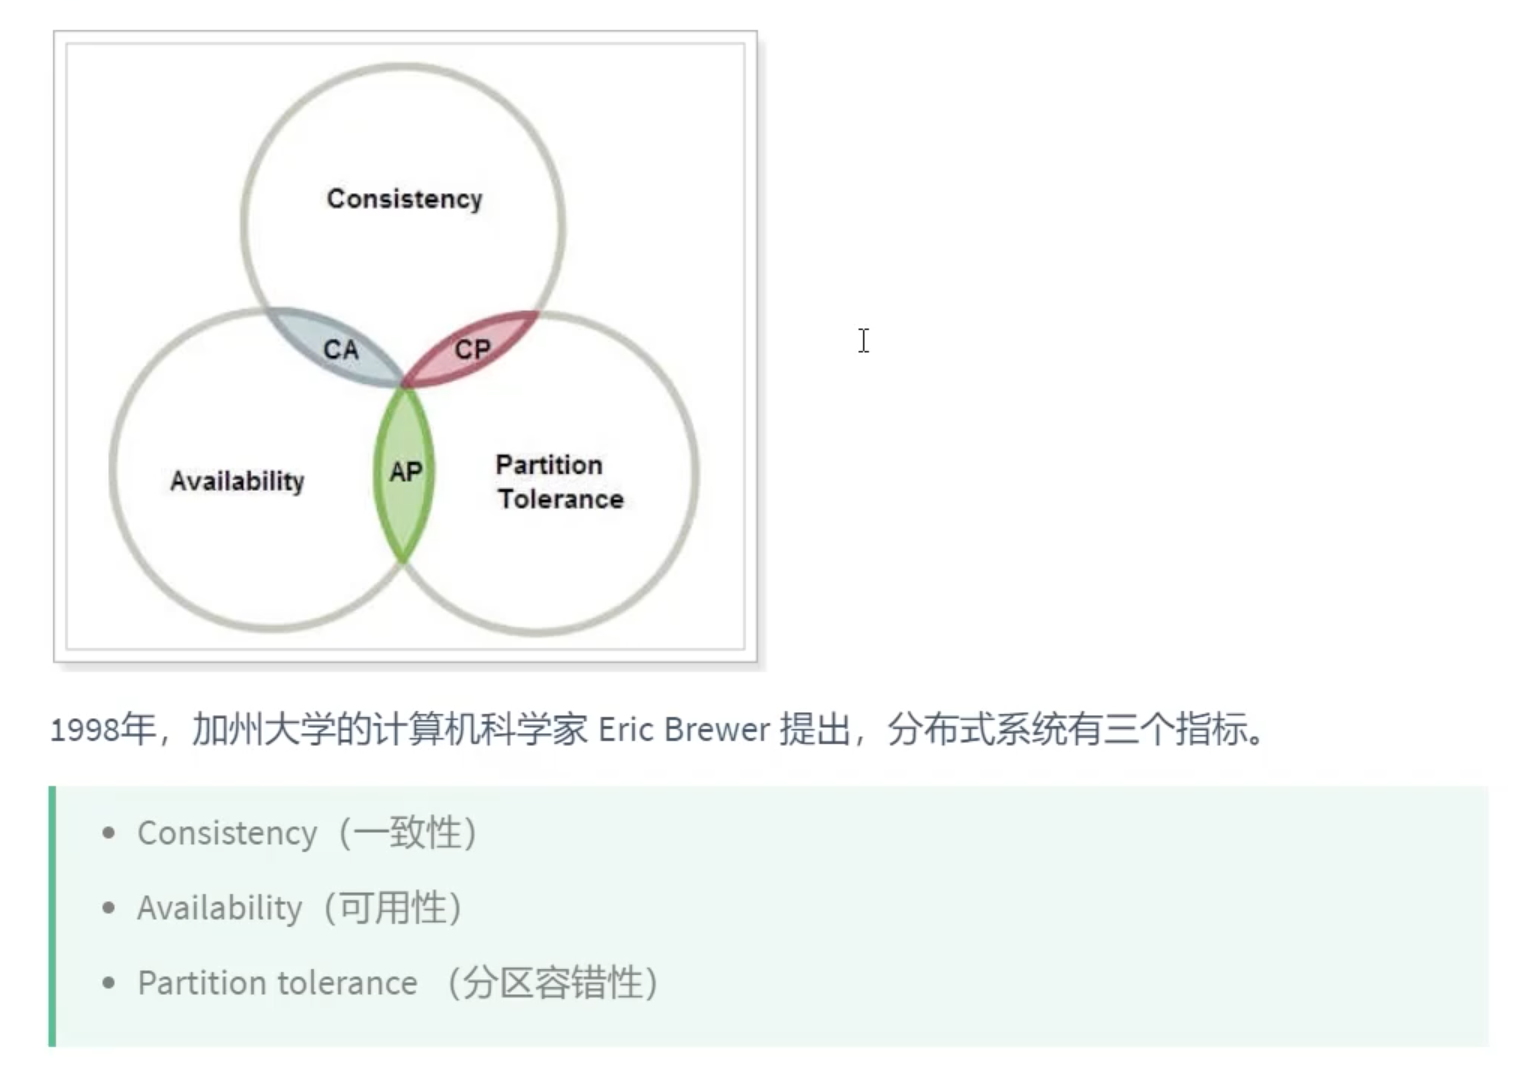 Consistency
CA
CP
Availability
AP
Partition
Tolerance
1998年，加州大学的计算机科学家 Eric Brewer 提出，分布式系统有三个指标。
• Consistency（一致性）
• Availability（可用性）
• Partition tolerance （分区容错性）